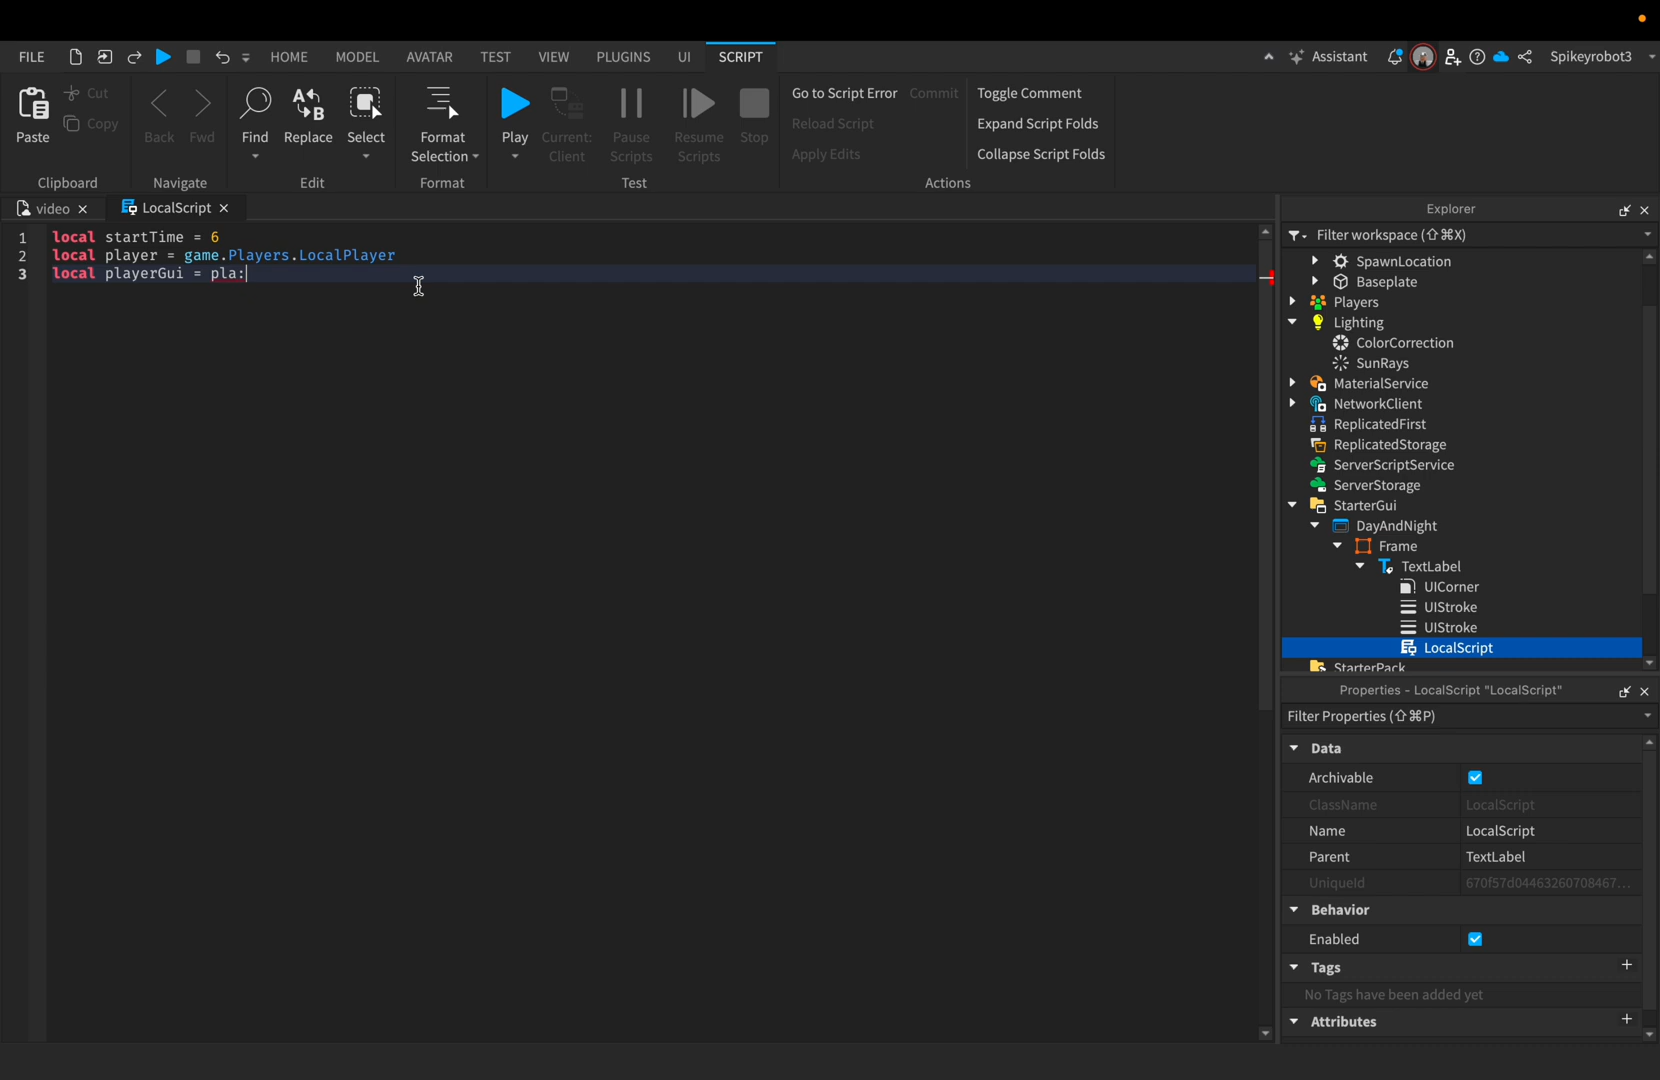 FILE HOME MODEL AVATAR TEST VIEW PLUGINS UI SCRIPT Assistant Spikeyrobot3
Paste Cut Copy Back Fwd Find Replace Select Format Selection Play Current: Client Pause Scripts Resume Scripts Stop Go to Script Error Commit Toggle Comment
Reload Script Expand Script Folds
Apply Edits Collapse Script Folds
Clipboard Navigate Edit Format Test Actions
video LocalScript
1 local startTime = 6
2 local player = game.Players.LocalPlayer
3 local playerGui = pla:
Explorer
Filter workspace (⇧⌘X)
SpawnLocation
Baseplate
Players
Lighting
ColorCorrection
SunRays
MaterialService
NetworkClient
ReplicatedFirst
ReplicatedStorage
ServerScriptService
ServerStorage
StarterGui
DayAndNight
Frame
TextLabel
UICorner
UIStroke
UIStroke
LocalScript
StarterPack
Properties - LocalScript "LocalScript"
Filter Properties (⇧⌘P)
Data
Archivable
ClassName LocalScript
Name LocalScript
Parent TextLabel
UniqueId 670f57d04463260708467...
Behavior
Enabled
Tags
No Tags have been added yet
Attributes